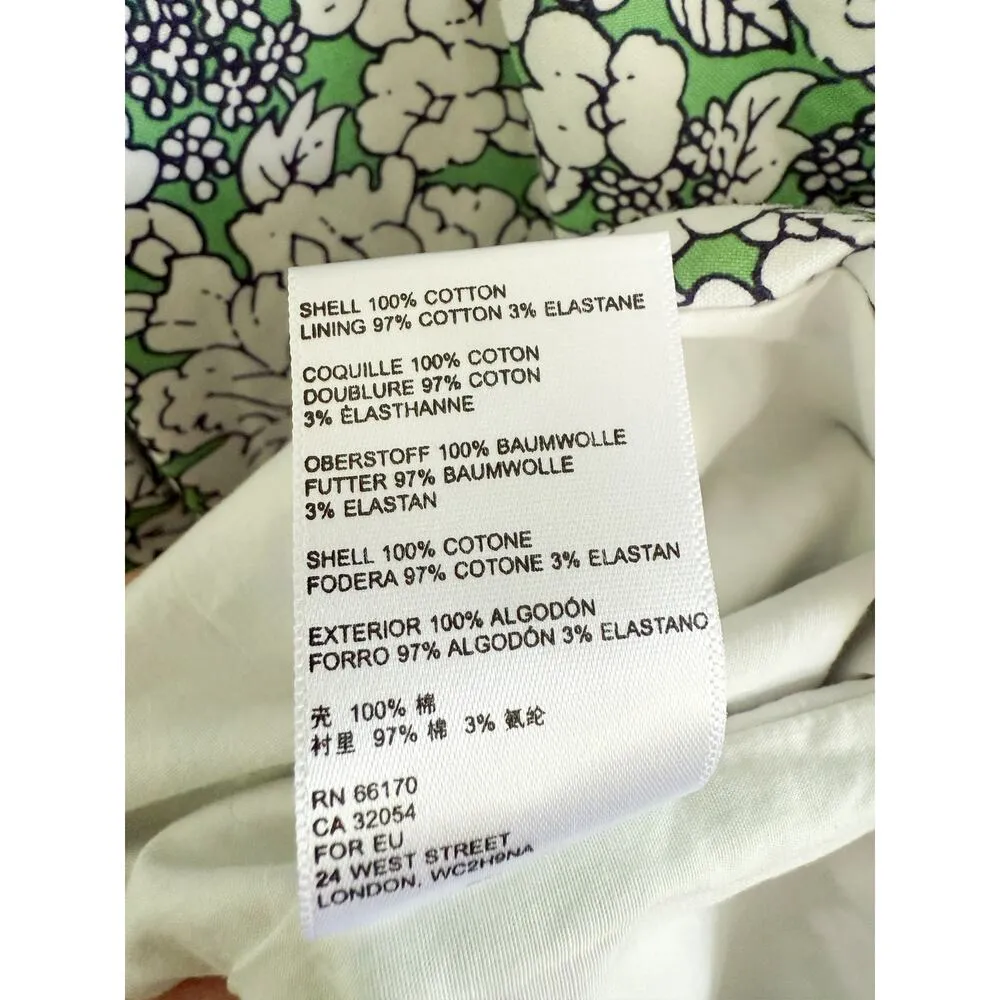 SHELL 100% COTTON
LINING 97% COTTON 3% ELASTANE
COQUILLE 100% COTON
DOUBLURE 97% COTON
3% ÉLASTHANNE
OBERSTOFF 100% BAUMWOLLE
FUTTER 97% BAUMWOLLE
3% ELASTAN
SHELL 100% COTONE
FODERA 97% COTONE 3% ELASTAN
EXTERIOR 100% ALGODÓN
FORRO 97% ALGODÓN 3% ELASTANO
壳 100% 棉
衬里 97% 棉 3% 氨纶
RN 66170
CA 32054
FOR EU
24 WEST STREET
LONDON, WC2H9NA